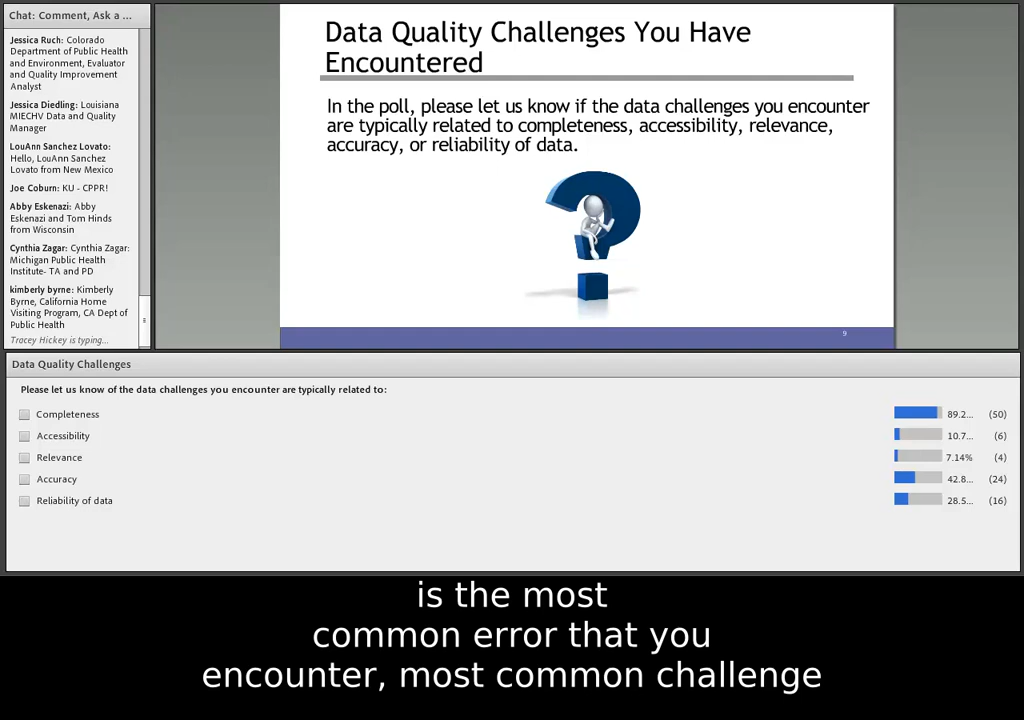 Chat: Comment, Ask a ...
Jessica Ruch: Colorado
Department of Public Health
and Environment, Evaluator
and Quality Improvement
Analyst
Jessica Diedling: Louisiana
MIECHV Data and Quality
Manager
LouAnn Sanchez Lovato:
Hello, LouAnn Sanchez
Lovato from New Mexico
Joe Coburn: KU - CPPR!
Abby Eskenazi: Abby
Eskenazi and Tom Hinds
from Wisconsin
Cynthia Zagar: Cynthia Zagar:
Michigan Public Health
Institute- TA and PD
kimberly byrne: Kimberly
Byrne, California Home
Visiting Program, CA Dept of
Public Health
Tracey Hickey is typing...
Data Quality Challenges You Have
Encountered
In the poll, please let us know if the data challenges you encounter
are typically related to completeness, accessibility, relevance,
accuracy, or reliability of data.
9
Data Quality Challenges
Please let us know of the data challenges you encounter are typically related to:
Completeness 89.2... (50)
Accessibility 10.7... (6)
Relevance 7.14% (4)
Accuracy 42.8... (24)
Reliability of data 28.5... (16)
is the most
common error that you
encounter, most common challenge